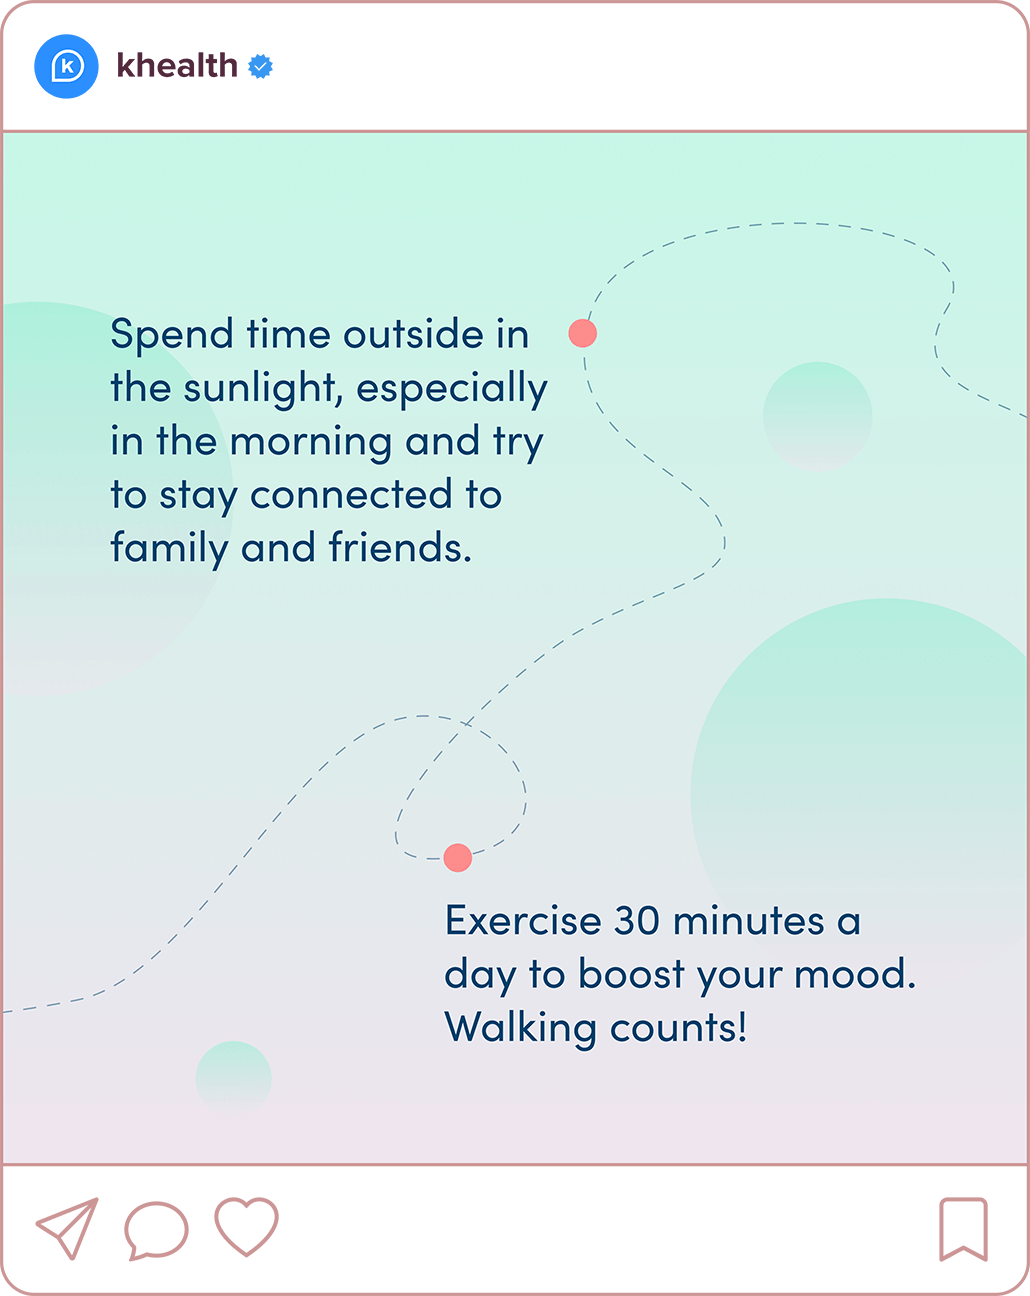 khealth
Spend time outside in
the sunlight, especially
in the morning and try
to stay connected to
family and friends.
Exercise 30 minutes a
day to boost your mood.
Walking counts!